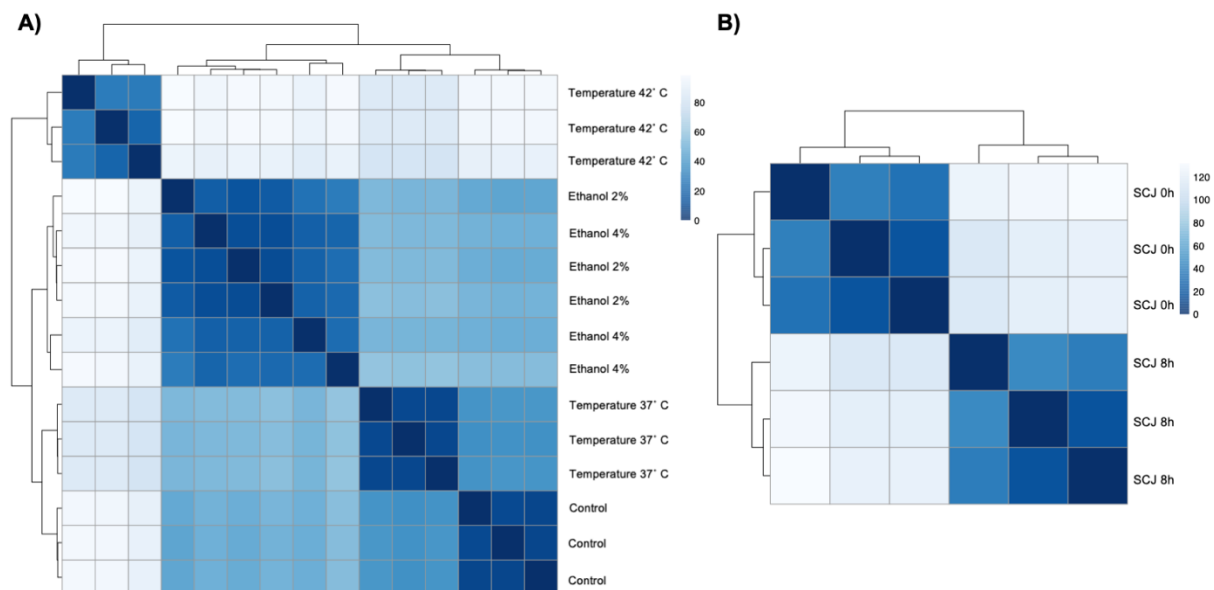 A)
80
60
40
20
0
Temperature 42˚ C
Temperature 42˚ C
Temperature 42˚ C
Ethanol 2%
Ethanol 4%
Ethanol 2%
Ethanol 2%
Ethanol 4%
Ethanol 4%
Temperature 37˚ C
Temperature 37˚ C
Temperature 37˚ C
Control
Control
Control
B)
120
100
80
60
40
20
0
SCJ 0h
SCJ 0h
SCJ 0h
SCJ 8h
SCJ 8h
SCJ 8h